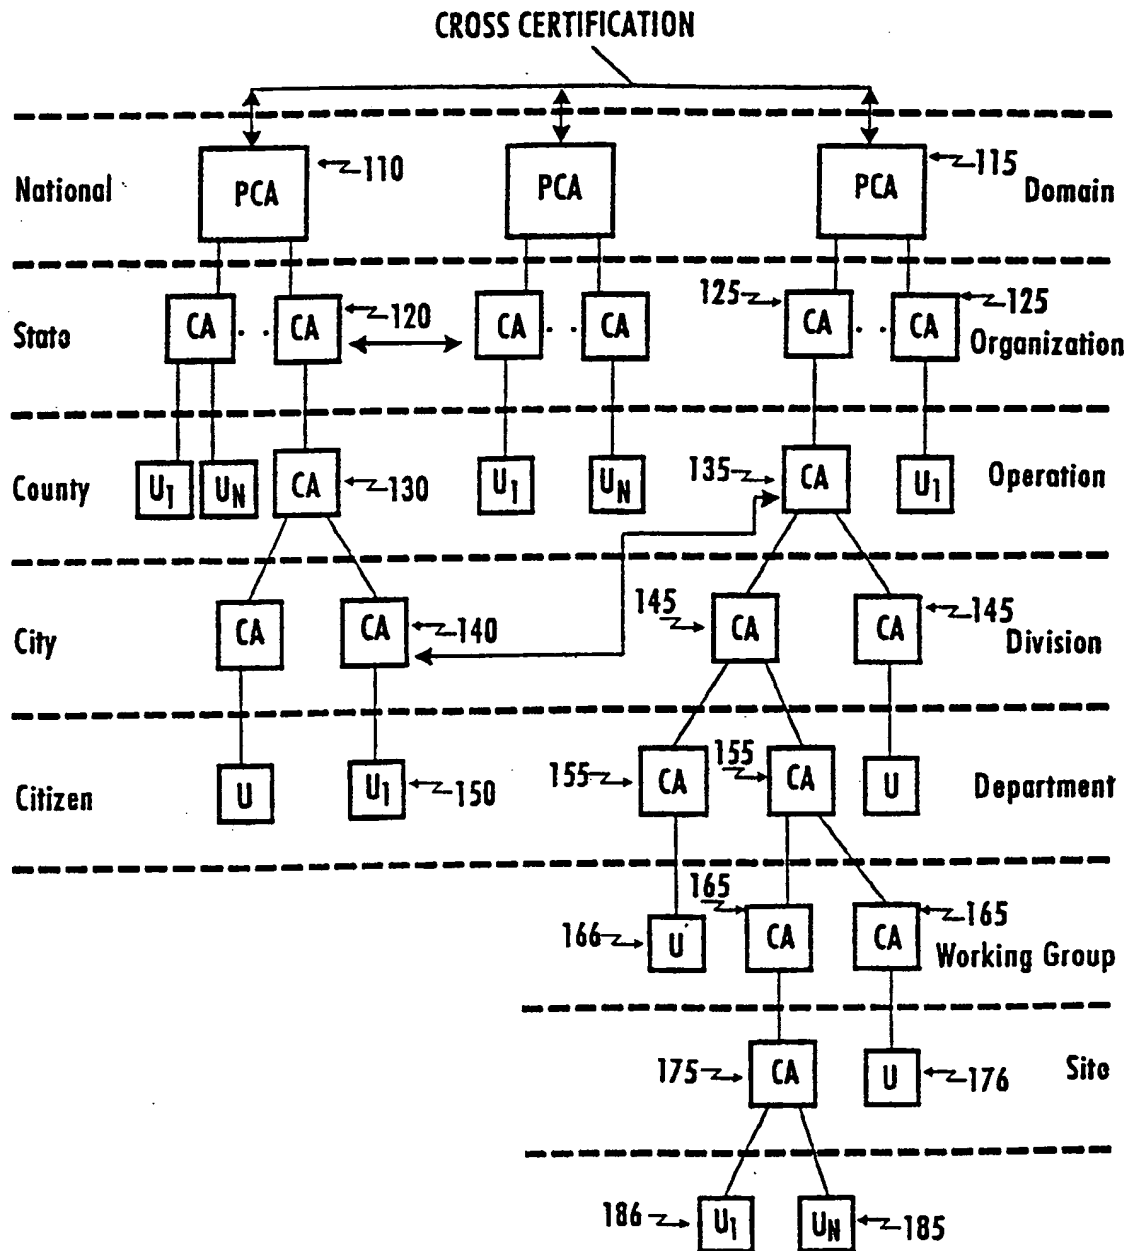 CROSS CERTIFICATION
National PCA 110 PCA PCA 115 Domain
State CA . . CA 120 CA . . CA 125 CA . . CA 125 Organization
County U1 UN CA 130 U1 UN 135 CA U1 Operation
City CA CA 140 145 CA CA 145 Division
Citizen U U1 150 155 CA 155 CA U Department
166 U 165 CA CA 165 Working Group
175 CA U 176 Site
186 U1 UN 185